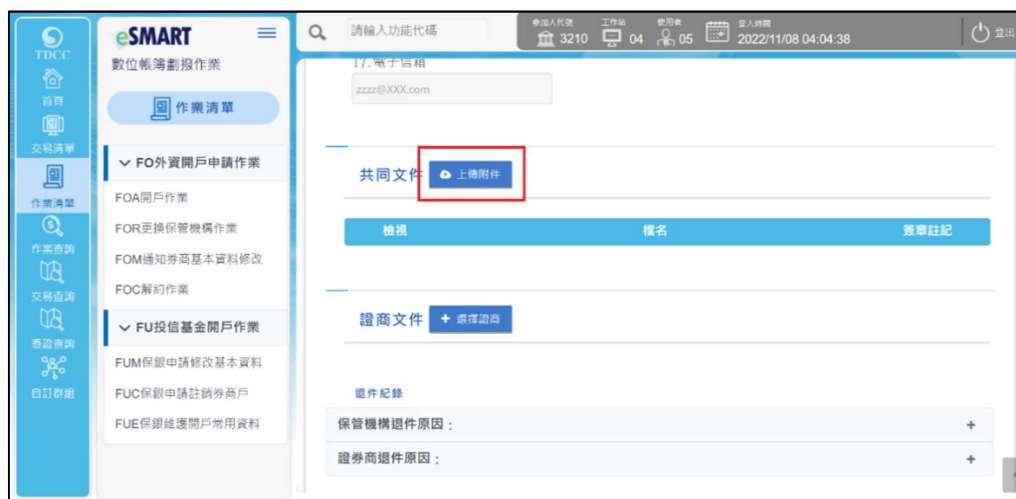 TDCC
首頁
交易清單
作業清單
作業查詢
交易查詢
憑證查詢
自訂群組
eSMART
數位帳簿劃撥作業
作業清單
FO外資開戶申請作業
FOA開戶作業
FOR更換保管機構作業
FOM通知券商基本資料修改
FOC解約作業
FU投信基金開戶作業
FUM保銀申請修改基本資料
FUC保銀申請註銷券商戶
FUE保銀維護開戶常用資料
請輸入功能代碼
參加人代號 3210
工作站 04
使用者 05
登入時間 2022/11/08 04:04:38
登出
17.電子信箱
zzzz@XXX.com
共同文件 上傳附件
檢視 檔名 簽章註記
證商文件 + 選擇證商
退件紀錄
保管機構退件原因： +
證券商退件原因： +